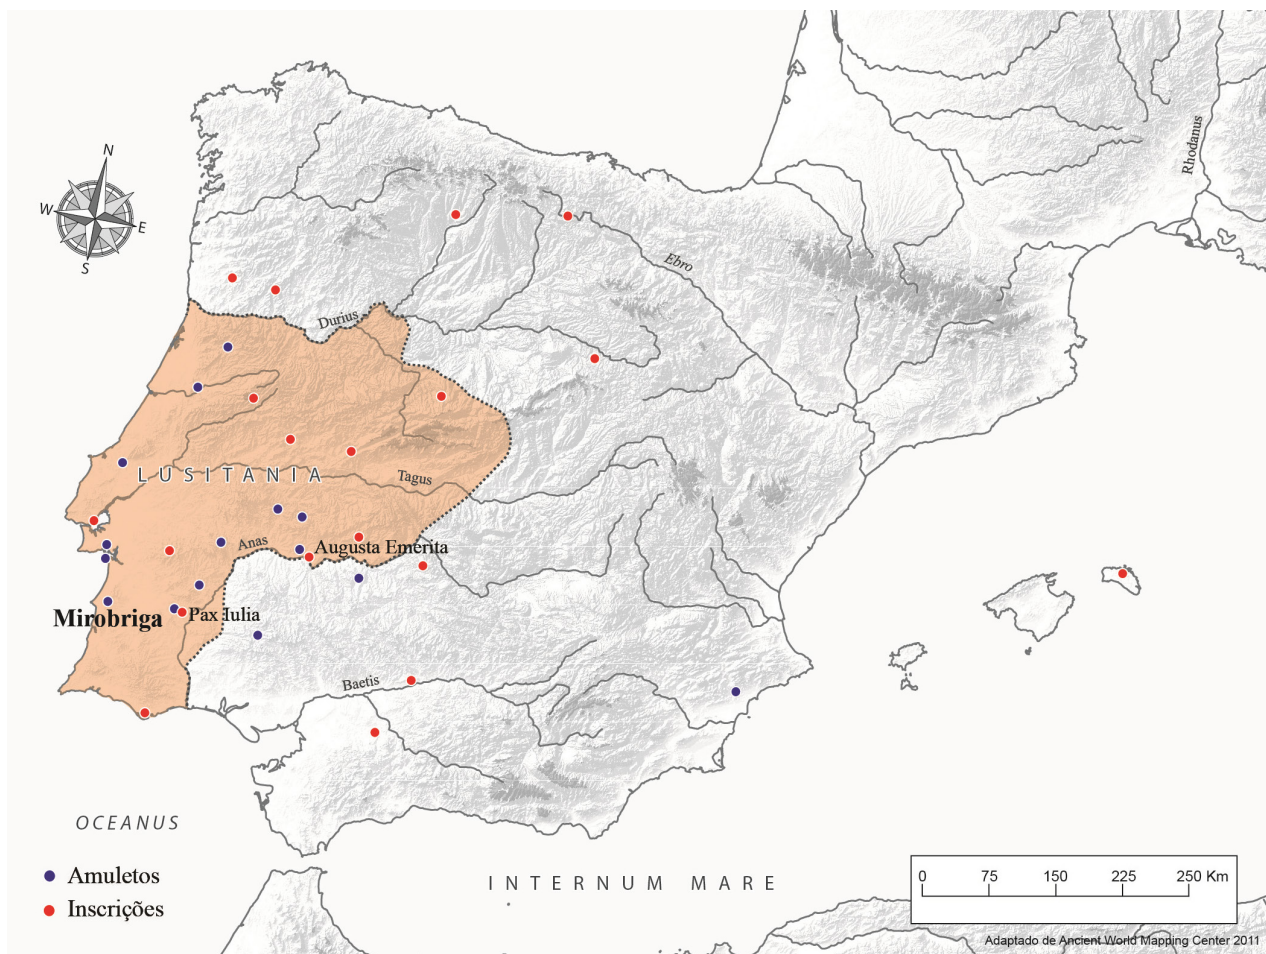 N
W
E
S
Rhodanus
Ebro
Durius
LUSITANIA
Tagus
Anas
Augusta Emerita
Mirobriga
Pax Iulia
Baetis
OCEANUS
Amuletos
Inscrições
INTERNUM MARE
0 75 150 225 250 Km
Adaptado de Ancient World Mapping Center 2011